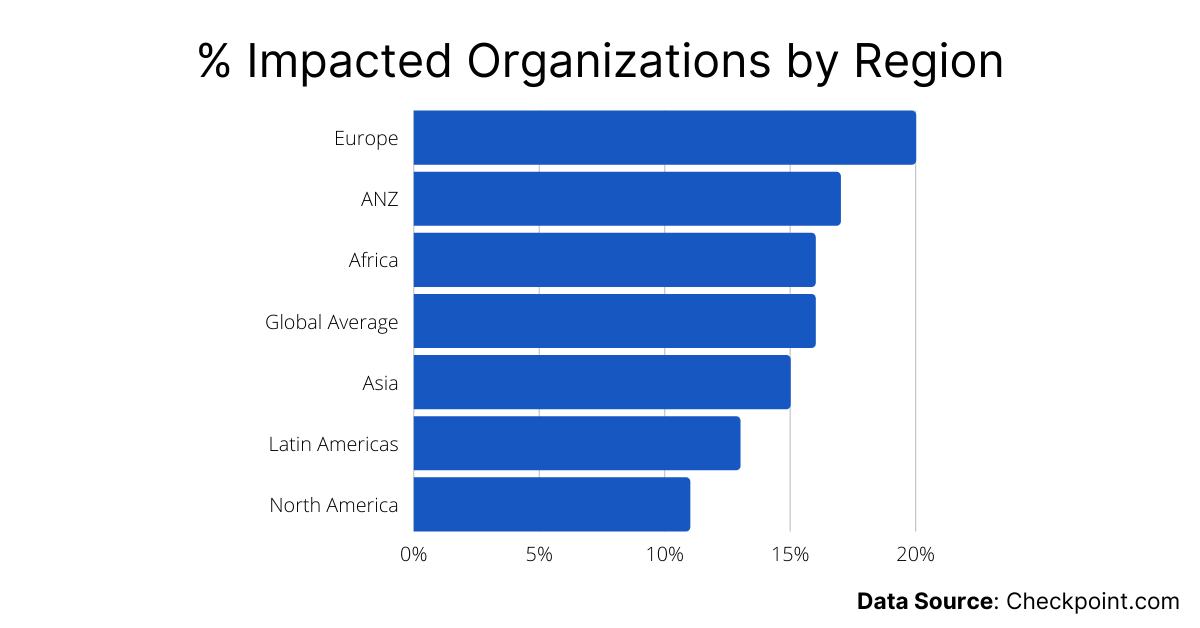 % Impacted Organizations by Region
Europe
ANZ
Africa
Global Average
Asia
Latin Americas
North America
0% 5% 10% 15% 20%
Data Source: Checkpoint.com